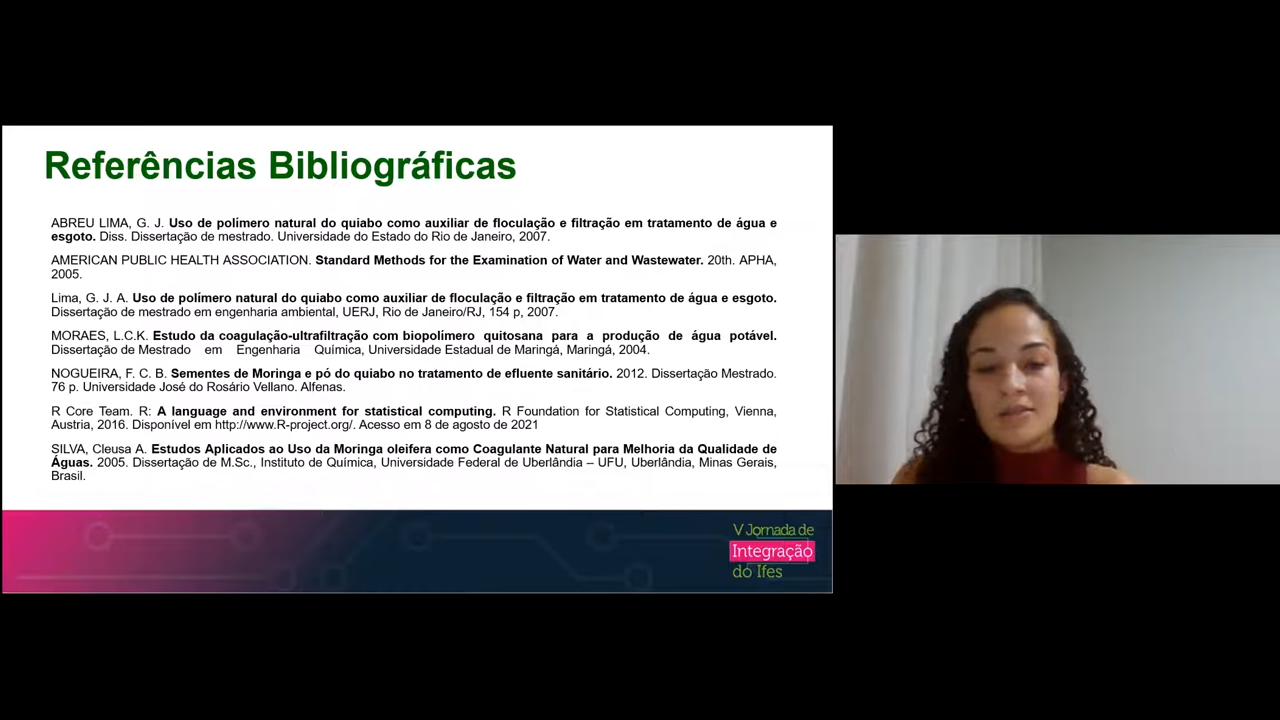 Referências Bibliográficas
ABREU LIMA, G. J. Uso de polímero natural do quiabo como auxiliar de floculação e filtração em tratamento de água e
esgoto. Diss. Dissertação de mestrado. Universidade do Estado do Rio de Janeiro, 2007.
AMERICAN PUBLIC HEALTH ASSOCIATION. Standard Methods for the Examination of Water and Wastewater. 20th. APHA,
2005.
Lima, G. J. A. Uso de polímero natural do quiabo como auxiliar de floculação e filtração em tratamento de água e esgoto.
Dissertação de mestrado em engenharia ambiental, UERJ, Rio de Janeiro/RJ, 154 p, 2007.
MORAES, L.C.K. Estudo da coagulação-ultrafiltração com biopolímero quitosana para a produção de água potável.
Dissertação de Mestrado em Engenharia Química, Universidade Estadual de Maringá, Maringá, 2004.
NOGUEIRA, F. C. B. Sementes de Moringa e pó do quiabo no tratamento de efluente sanitário. 2012. Dissertação Mestrado.
76 p. Universidade José do Rosário Vellano. Alfenas.
R Core Team. R: A language and environment for statistical computing. R Foundation for Statistical Computing, Vienna,
Austria, 2016. Disponível em http://www.R-project.org/. Acesso em 8 de agosto de 2021
SILVA, Cleusa A. Estudos Aplicados ao Uso da Moringa oleifera como Coagulante Natural para Melhoria da Qualidade de
Águas. 2005. Dissertação de M.Sc., Instituto de Química, Universidade Federal de Uberlândia – UFU, Uberlândia, Minas Gerais,
Brasil.
V Jornada de
Integração
do Ifes